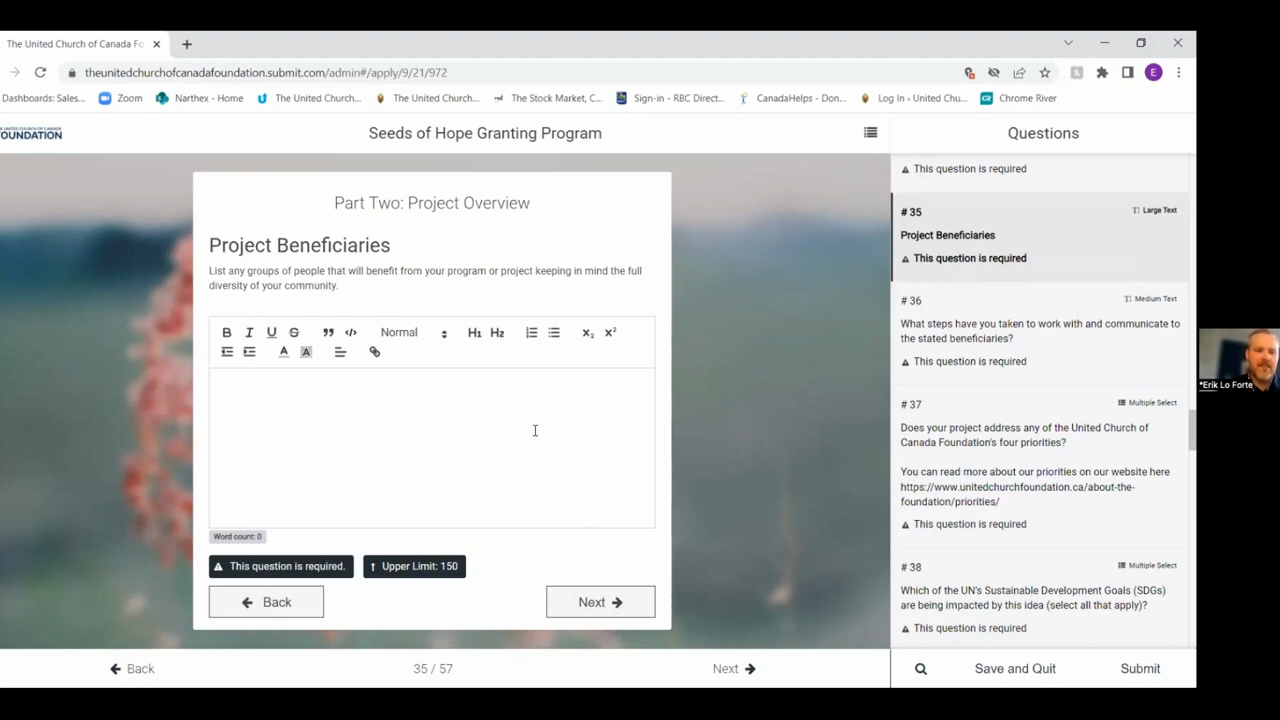 The United Church of Canada Fo
theunitedchurchofcanadafoundation.submit.com/admin#/apply/9/21/972
E
Dashboards: Sales...
Zoom
Narthex - Home
The United Church...
The United Church...
The Stock Market, C...
Sign-in - RBC Direct...
CanadaHelps - Don...
Log In ‹ United Chu...
CR
Chrome River
FOUNDATION
Seeds of Hope Granting Program
Questions
Part Two: Project Overview
Project Beneficiaries
List any groups of people that will benefit from your program or project keeping in mind the full
diversity of your community.
B I U S
Normal
H1 H2
X2 X2
A A
Word count: 0
This question is required.
Upper Limit: 150
Back
Next
This question is required
# 35
Large Text
Project Beneficiaries
This question is required
# 36
Medium Text
What steps have you taken to work with and communicate to
the stated beneficiaries?
This question is required
# 37
Multiple Select
Does your project address any of the United Church of
Canada Foundation's four priorities?
You can read more about our priorities on our website here
https://www.unitedchurchfoundation.ca/about-the-
foundation/priorities/
This question is required
# 38
Multiple Select
Which of the UN's Sustainable Development Goals (SDGs)
are being impacted by this idea (select all that apply)?
This question is required
Back
35 / 57
Next
Save and Quit
Submit
*Erik Lo Forte